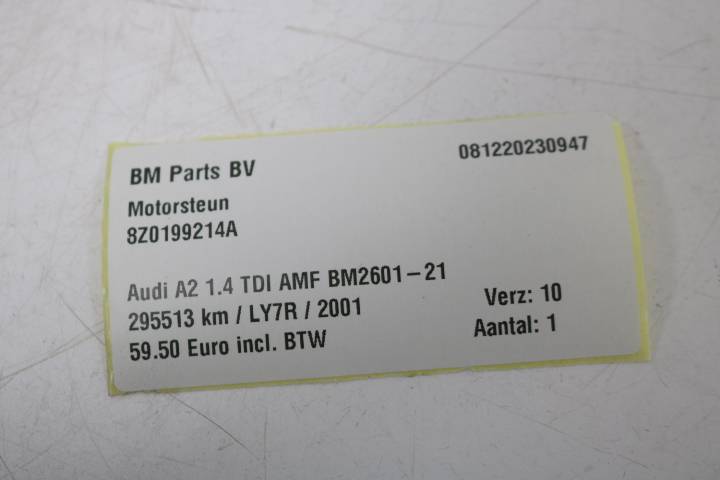 BM Parts BV
081220230947
Motorsteun
8Z0199214A
Audi A2 1.4 TDI AMF BM2601-21
295513 km / LY7R / 2001
Verz: 10
59.50 Euro incl. BTW
Aantal: 1